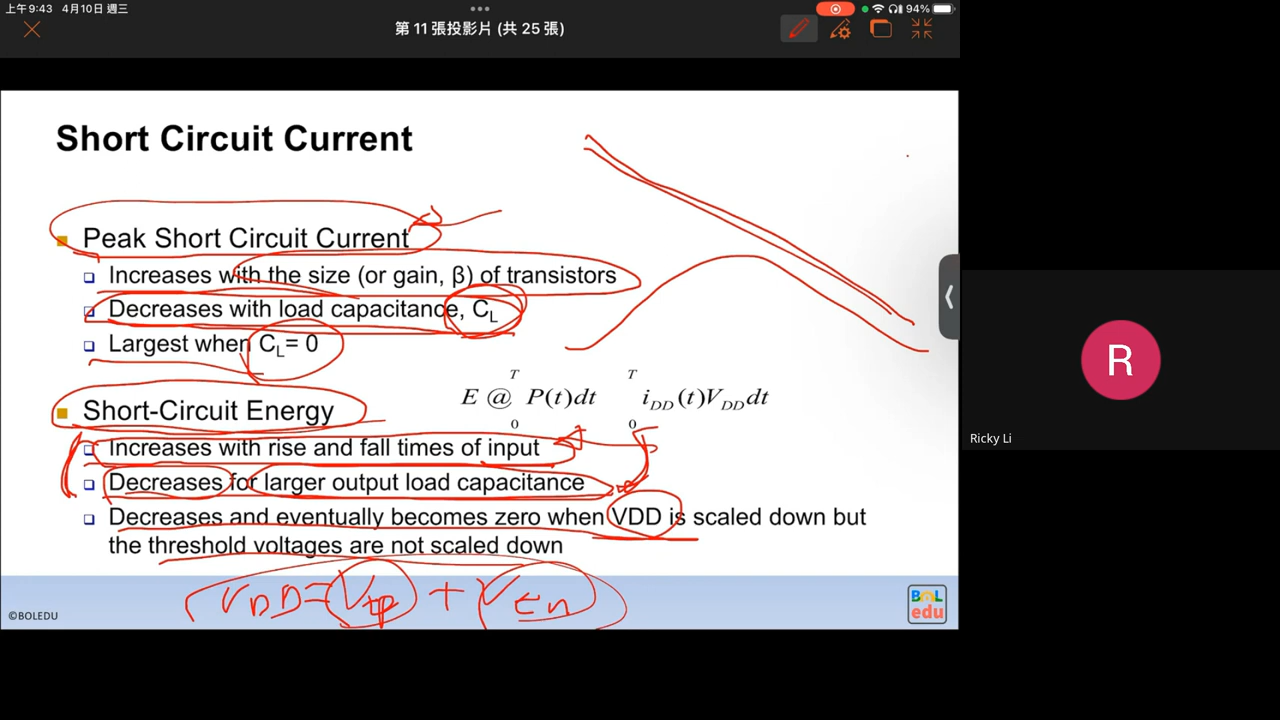 上午9:43 4月10日 週三
94%
第 11 張投影片 (共 25 張)
Short Circuit Current
Peak Short Circuit Current
Increases with the size (or gain, β) of transistors
Decreases with load capacitance, CL
Largest when CL= 0
Short-Circuit Energy
E @ T 0 P(t)dt T 0 iDD(t)VDDdt
Increases with rise and fall times of input
Decreases for larger output load capacitance
Decreases and eventually becomes zero when VDD is scaled down but
the threshold voltages are not scaled down
VDD=Vtp + Vtn
©BOLEDU
BOL
edu
R
Ricky Li